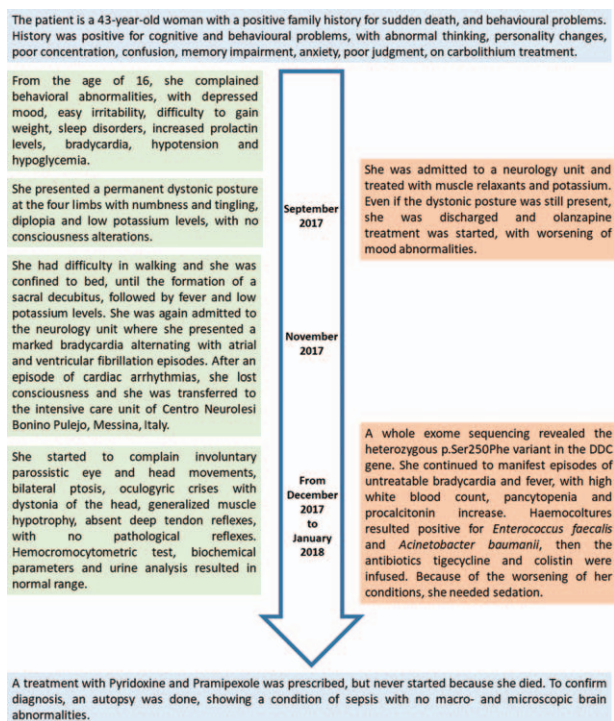 The patient is a 43-year-old woman with a positive family history for sudden death, and behavioural problems.
History was positive for cognitive and behavioural problems, with abnormal thinking, personality changes,
poor concentration, confusion, memory impairment, anxiety, poor judgment, on carbolithium treatment.
From the age of 16, she complained
behavioral abnormalities, with depressed
mood, easy irritability, difficulty to gain
weight, sleep disorders, increased prolactin
levels, bradycardia, hypotension and
hypoglycemia.
She presented a permanent dystonic posture
at the four limbs with numbness and tingling,
diplopia and low potassium levels, with no
consciousness alterations.
September
2017
She was admitted to a neurology unit and
treated with muscle relaxants and potassium.
Even if the dystonic posture was still present,
she was discharged and olanzapine
treatment was started, with worsening of
mood abnormalities.
She had difficulty in walking and she was
confined to bed, until the formation of a
sacral decubitus, followed by fever and low
potassium levels. She was again admitted to
the neurology unit where she presented a
marked bradycardia alternating with atrial
and ventricular fibrillation episodes. After an
episode of cardiac arrhythmias, she lost
consciousness and she was transferred to
the intensive care unit of Centro Neurolesi
Bonino Pulejo, Messina, Italy.
November
2017
She started to complain involuntary
parossistic eye and head movements,
bilateral ptosis, oculogyric crises with
dystonia of the head, generalized muscle
hypotrophy, absent deep tendon reflexes,
with no pathological reflexes.
Hemocromocytometric test, biochemical
parameters and urine analysis resulted in
normal range.
From
December
2017
to
January
2018
A whole exome sequencing revealed the
heterozygous p.Ser250Phe variant in the DDC
gene. She continued to manifest episodes of
untreatable bradycardia and fever, with high
white blood count, pancytopenia and
procalcitonin increase. Haemocoltures
resulted positive for Enterococcus faecalis
and Acinetobacter baumanii, then the
antibiotics tigecycline and colistin were
infused. Because of the worsening of her
conditions, she needed sedation.
A treatment with Pyridoxine and Pramipexole was prescribed, but never started because she died. To confirm
diagnosis, an autopsy was done, showing a condition of sepsis with no macro- and microscopic brain
abnormalities.